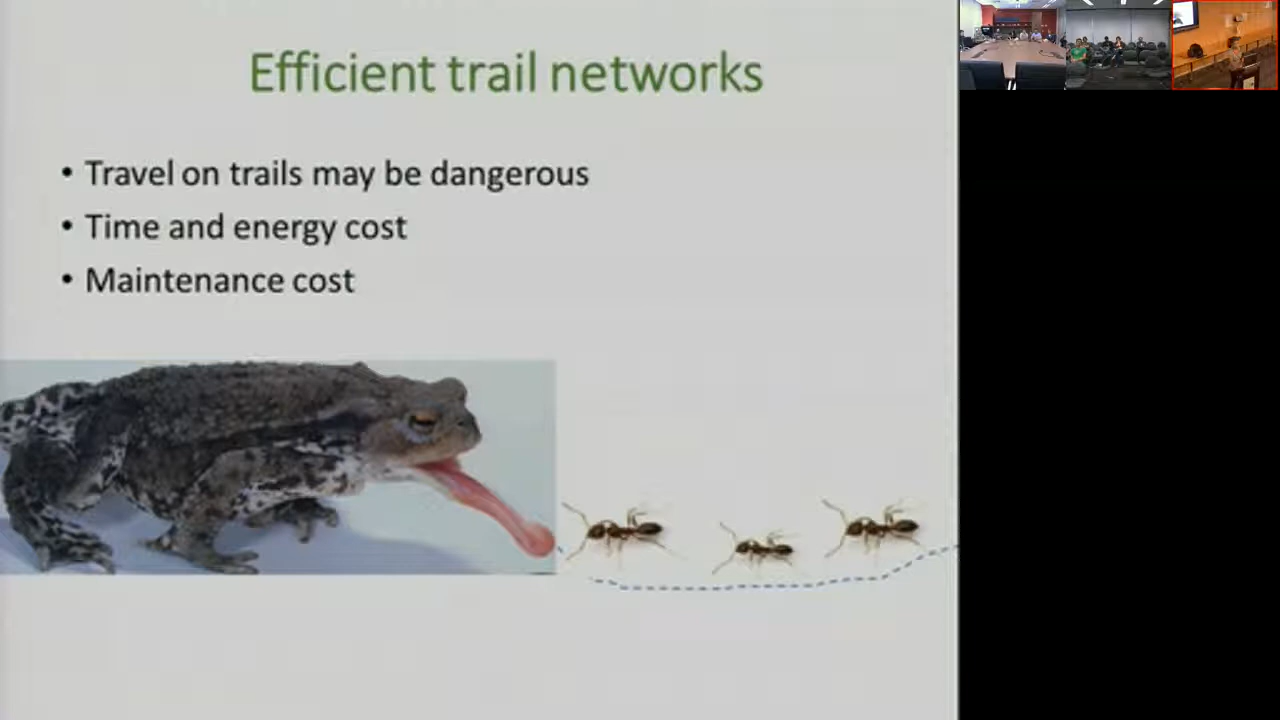 Efficient trail networks
• Travel on trails may be dangerous
• Time and energy cost
• Maintenance cost